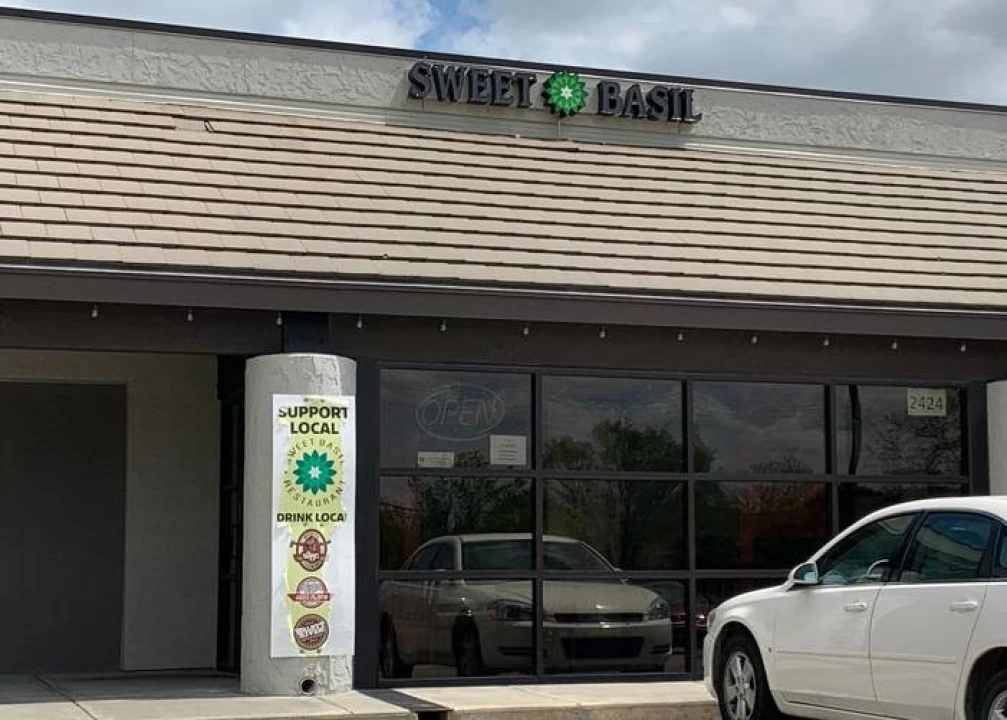 SWEET BASIL
OPEN
2424
SUPPORT
LOCAL
SWEET BASIL
RESTAURANT
DRINK LOCAL